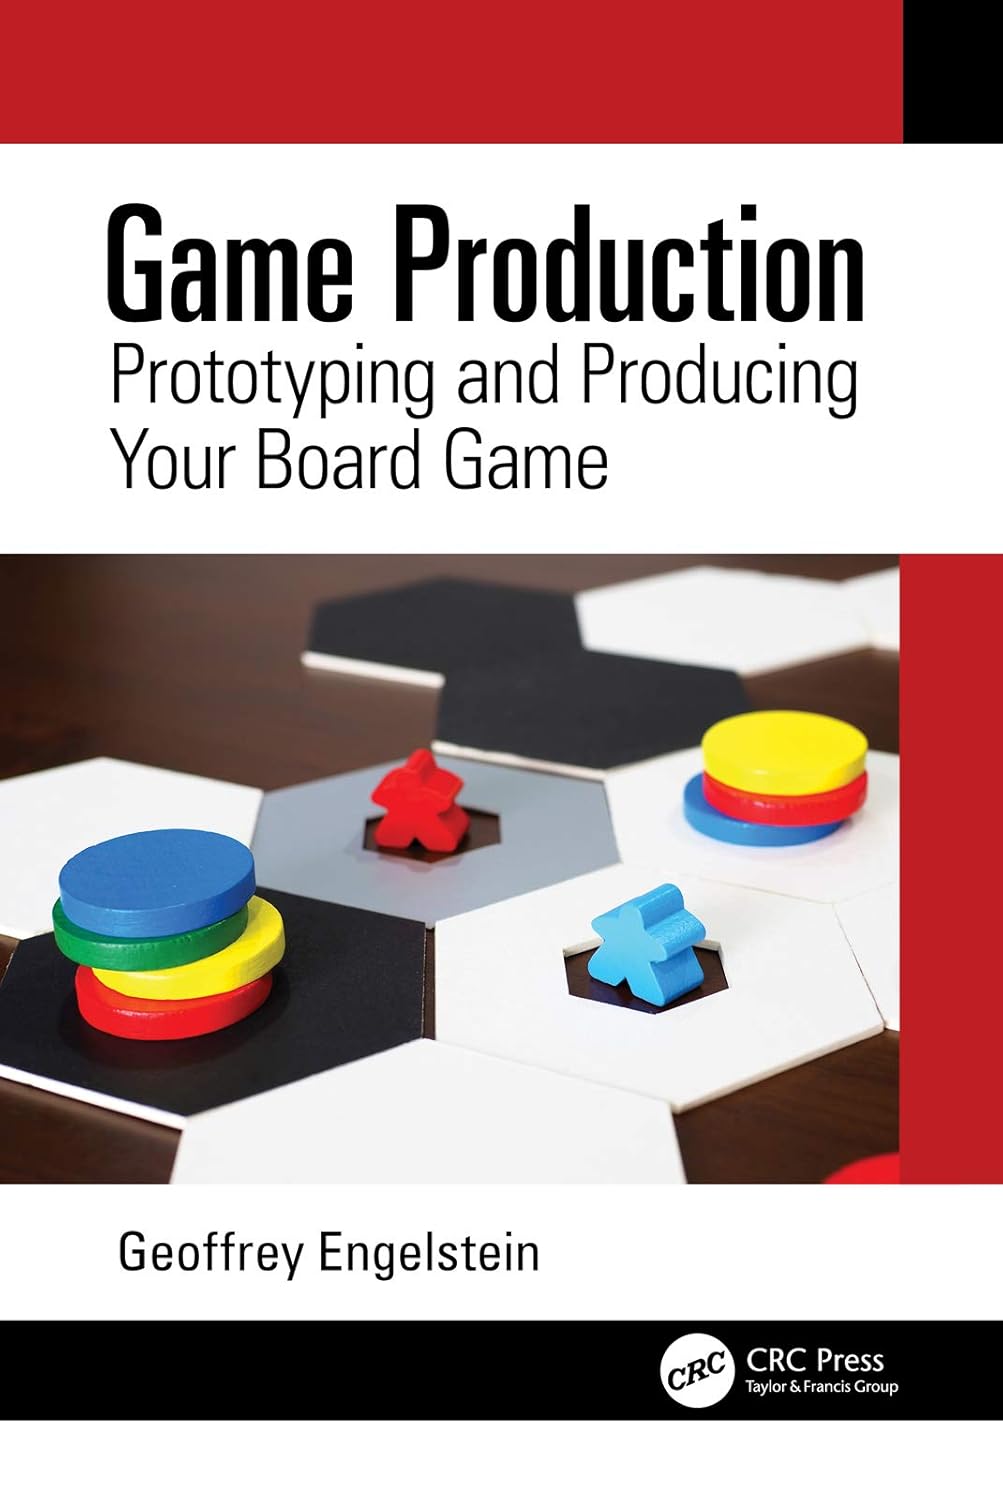 Game Production
Prototyping and Producing
Your Board Game
Geoffrey Engelstein
CRC
CRC Press
Taylor & Francis Group